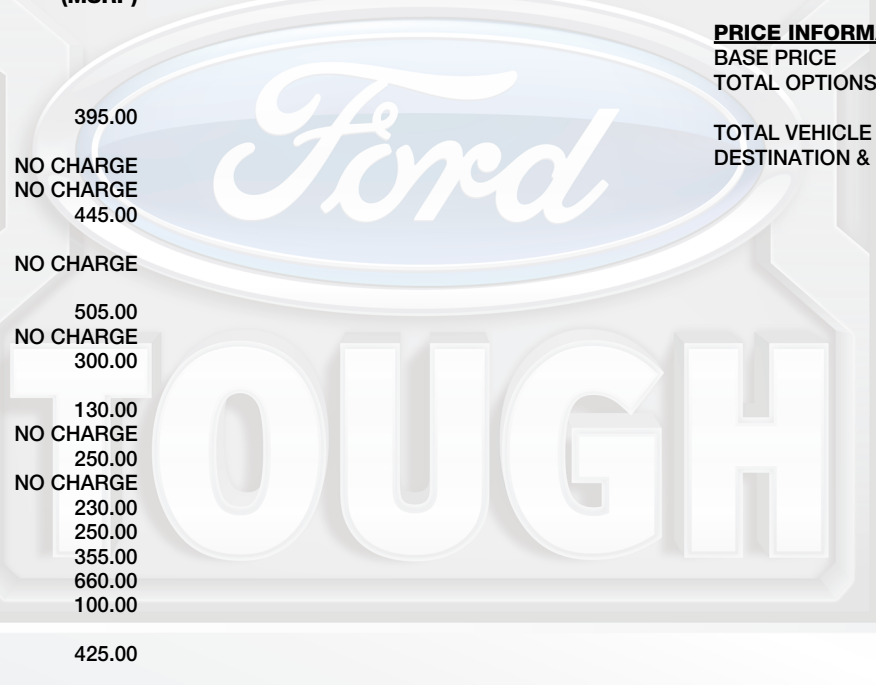 (MSRP)
395.00
NO CHARGE
NO CHARGE
445.00
NO CHARGE
505.00
NO CHARGE
300.00
130.00
NO CHARGE
250.00
NO CHARGE
230.00
250.00
355.00
660.00
100.00
425.00
PRICE INFORMA
BASE PRICE
TOTAL OPTIONS
TOTAL VEHICLE
DESTINATION &
Ford
TOUGH